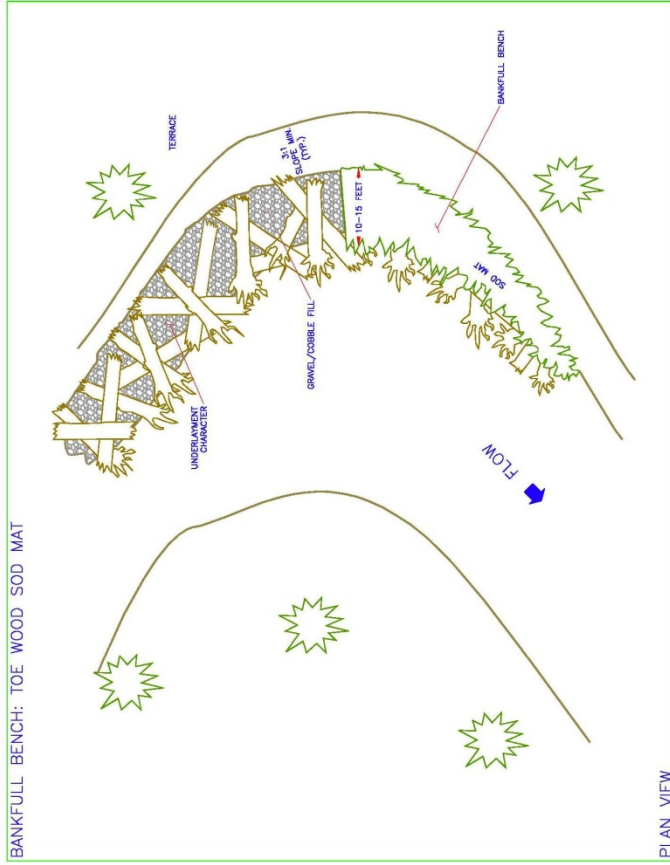 BANKFULL BENCH: TOE WOOD SOD MAT
TERRACE
3:1
SLOPE MIN.
(TYP.)
BANKFULL BENCH
10-15 FEET
SOD MAT
GRAVEL/COBBLE FILL
UNDERLAYMENT
CHARACTER
FLOW
PLAN VIEW